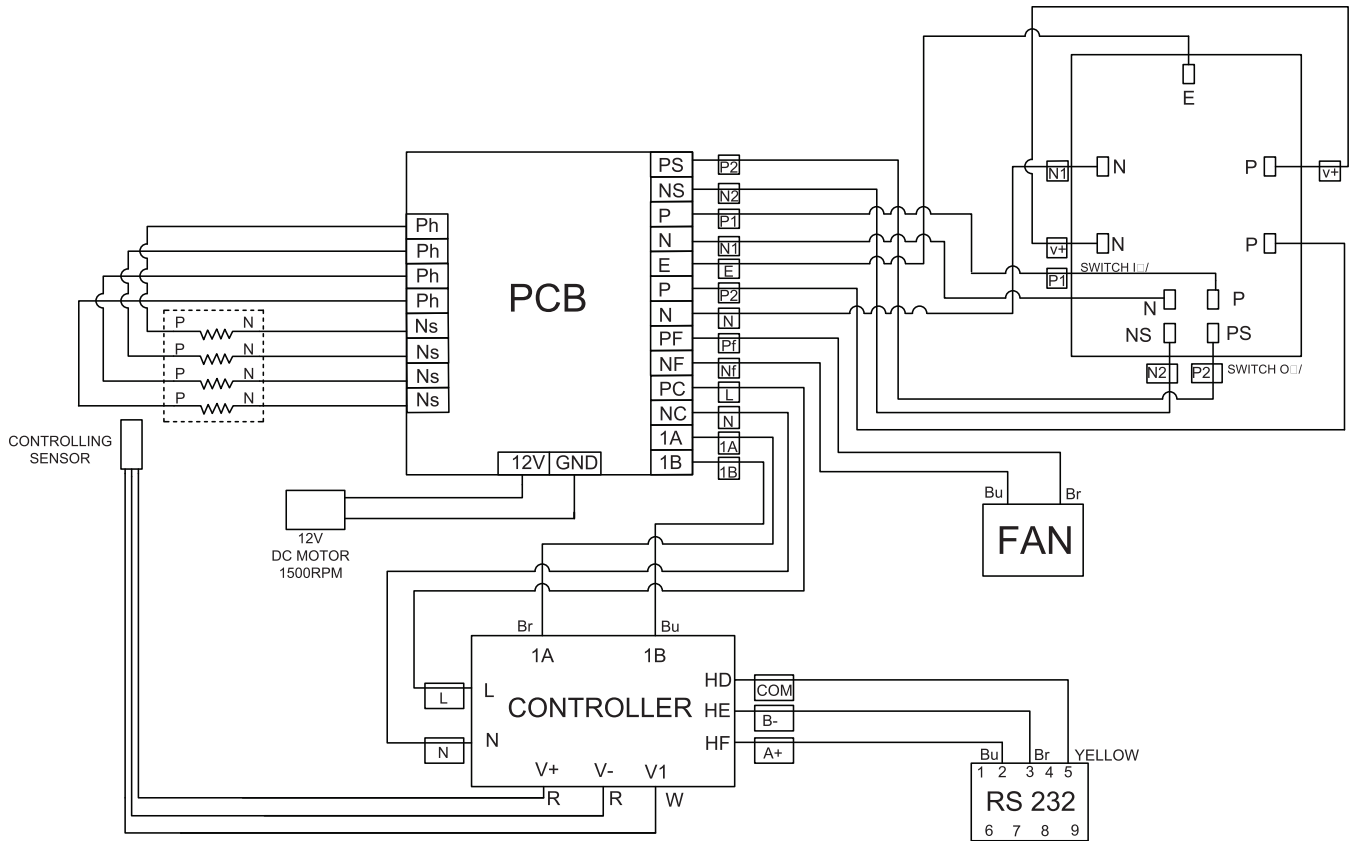 E
PCB
PS P2
NS N2
P P1
N N1
E E
P P2
N N
PF Pf
NF Nf
PC L
NC N
1A 1A
1B 1B
Ph
Ph
Ph
Ph
Ns
Ns
Ns
Ns
P N
P N
P N
P N
12V GND
N1 N P v+
v+ N P
P1 SWITCH I□/
N P
NS PS
N2 P2 SWITCH O□/
CONTROLLING
SENSOR
12V
DC MOTOR
1500RPM
Bu Br
FAN
Br Bu
1A 1B
L L
CONTROLLER
N N
HD COM
HE B-
HF A+
V+ V- V1
R R W
Bu Br YELLOW
1 2 3 4 5
RS 232
6 7 8 9